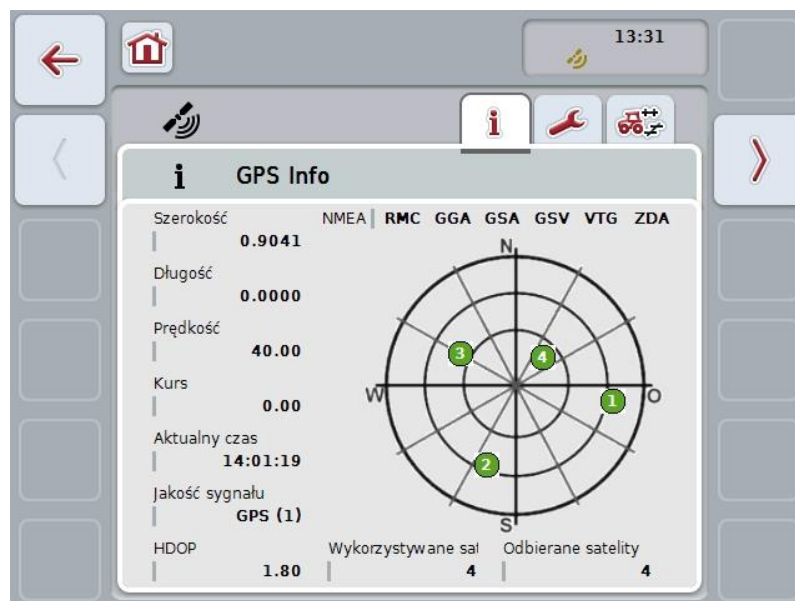 13:31
i
i GPS Info
Szerokość
0.9041
NMEA RMC GGA GSA GSV VTG ZDA
Długość
0.0000
Prędkość
40.00
Kurs
0.00
Aktualny czas
14:01:19
Jakość sygnału
GPS (1)
HDOP
1.80
N
3
4
W
1
O
2
S
Wykorzystywane sat
4
Odbierane satelity
4